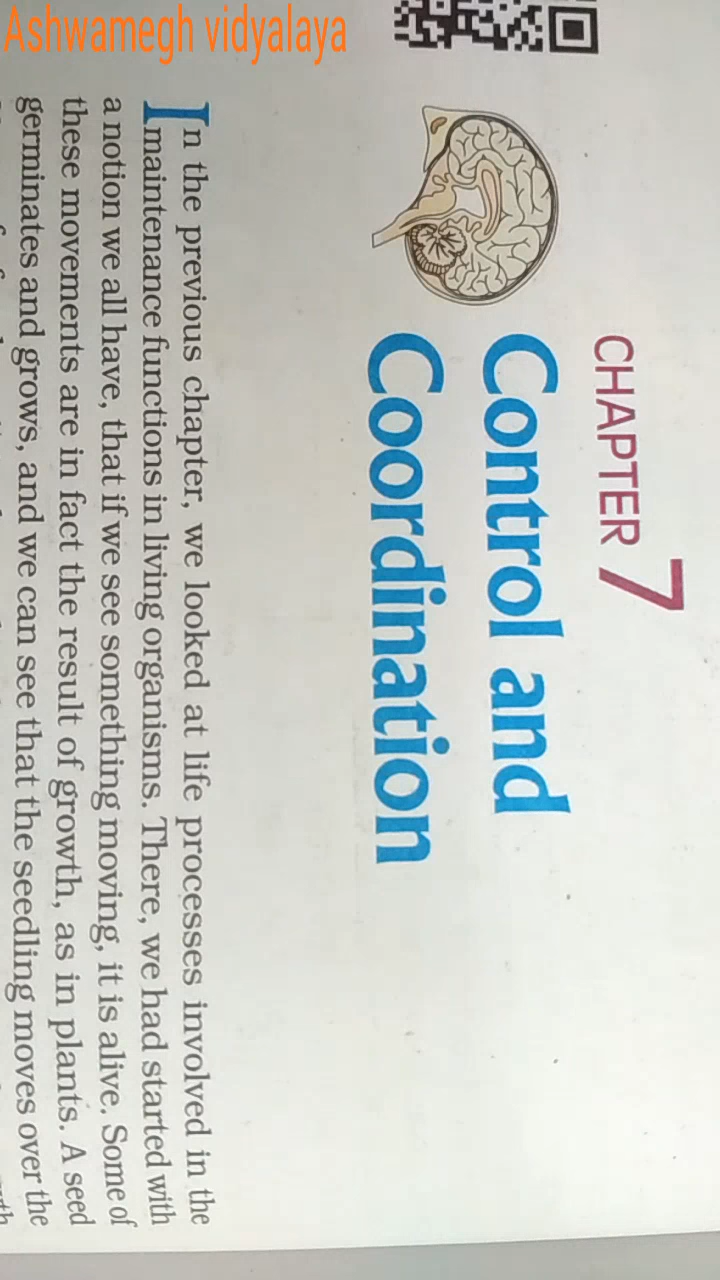 Ashwamegh vidyalaya
CHAPTER 7
Control and
Coordination
In the previous chapter, we looked at life processes involved in the
maintenance functions in living organisms. There, we had started with
a notion we all have, that if we see something moving, it is alive. Some of
these movements are in fact the result of growth, as in plants. A seed
germinates and grows, and we can see that the seedling moves over the